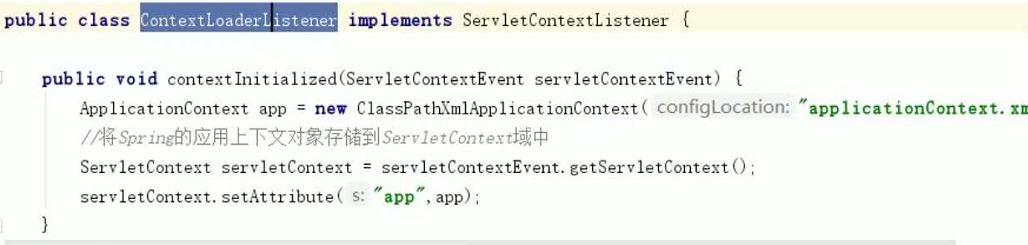 public class ContextLoaderListener implements ServletContextListener {
public void contextInitialized(ServletContextEvent servletContextEvent) {
ApplicationContext app = new ClassPathXmlApplicationContext( configLocation: "applicationContext.xm
//将Spring的应用上下文对象存储到ServletContext域中
ServletContext servletContext = servletContextEvent.getServletContext();
servletContext.setAttribute( s: "app",app);
}